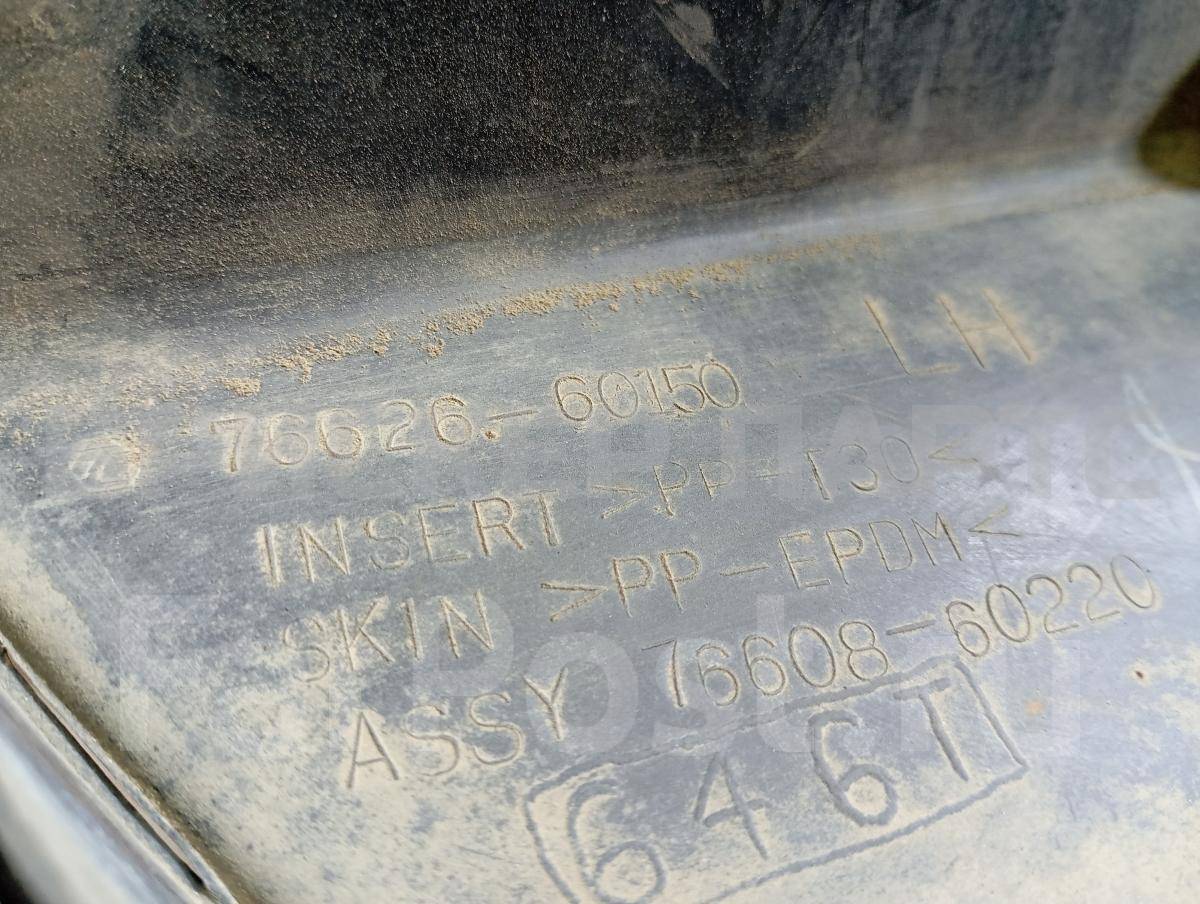 LH
76626-60150
INSERT >PP-T30<
SKIN >PP-EPDM<
ASSY 76608-60220
646T